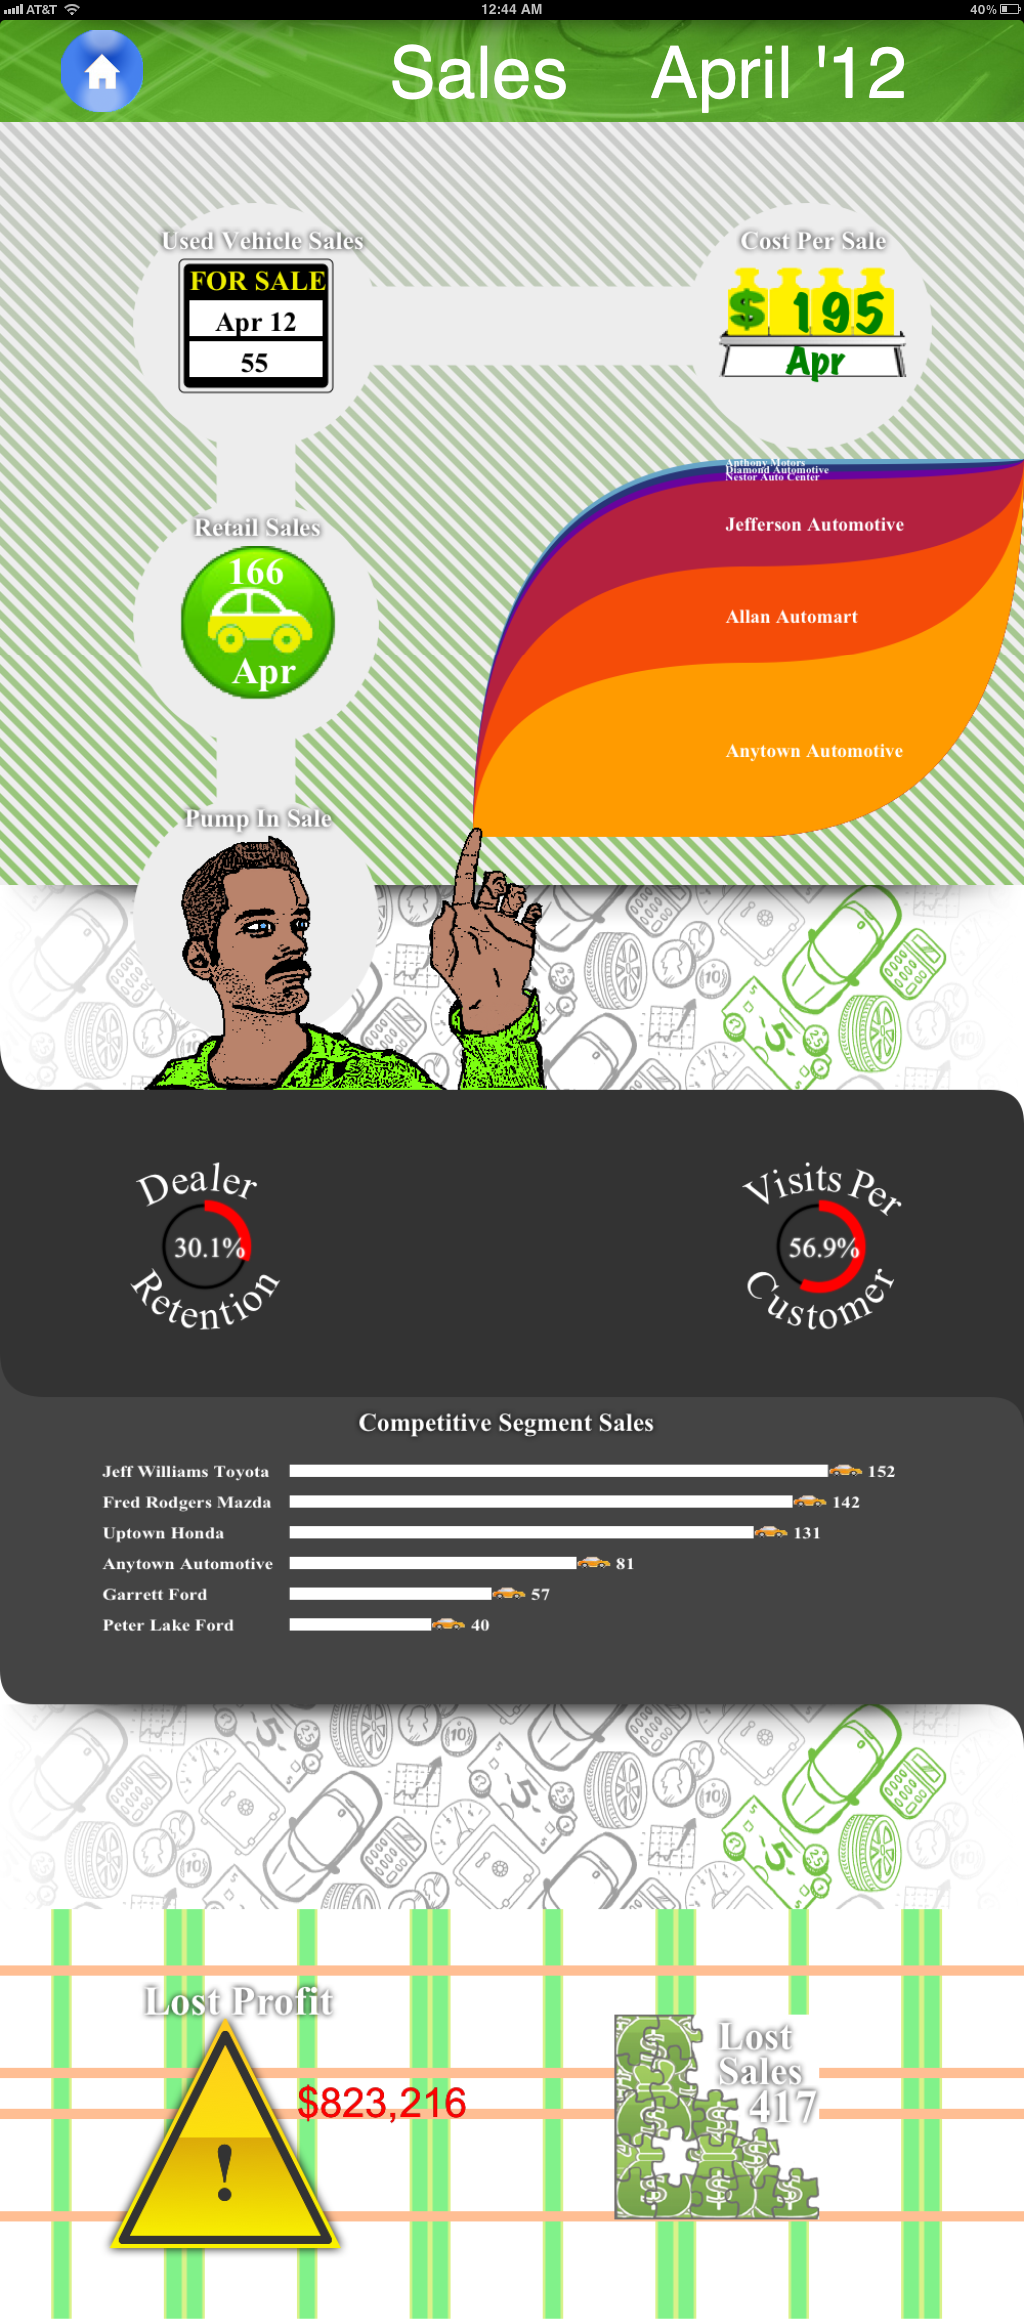 AT&T
12:44 AM
40%
Sales April '12
Used Vehicle Sales
FOR SALE
Apr 12
55
Cost Per Sale
$ 195
Apr
Anthony Motors
Diamond Automotive
Nestor Auto Center
Jefferson Automotive
Allan Automart
Anytown Automotive
Retail Sales
166
Apr
Pump In Sale
Dealer
30.1%
Retention
Visits Per
56.9%
Customer
Competitive Segment Sales
Jeff Williams Toyota 152
Fred Rodgers Mazda 142
Uptown Honda 131
Anytown Automotive 81
Garrett Ford 57
Peter Lake Ford 40
Lost Profit
!
$823,216
Lost
Sales
417